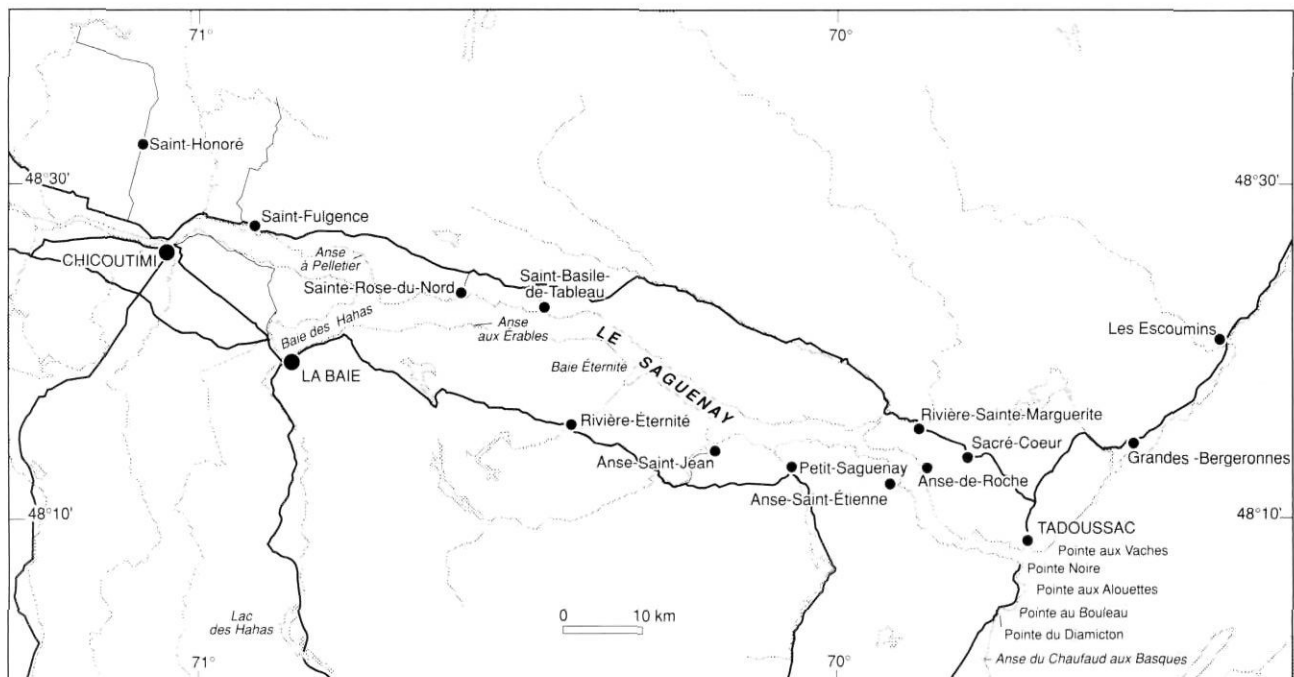 71°
70°
Saint-Honoré
48°30'
48°30'
Saint-Fulgence
CHICOUTIMI
Anse
à Pelletier
Sainte-Rose-du-Nord
Saint-Basile-
de-Tableau
Baie des Hahas
Anse
aux Érables
LE SAGUENAY
Les Escoumins
Baie Éternité
LA BAIE
Rivière-Éternité
Rivière-Sainte-Marguerite
Sacré-Coeur
Grandes -Bergeronnes
Anse-Saint-Jean
Petit-Saguenay
Anse-de-Roche
Anse-Saint-Étienne
48°10'
48°10'
TADOUSSAC
Pointe aux Vaches
Pointe Noire
Pointe aux Alouettes
Pointe au Bouleau
Pointe du Diamicton
Anse du Chaufaud aux Basques
Lac
des Hahas
0 10 km
71°
70°